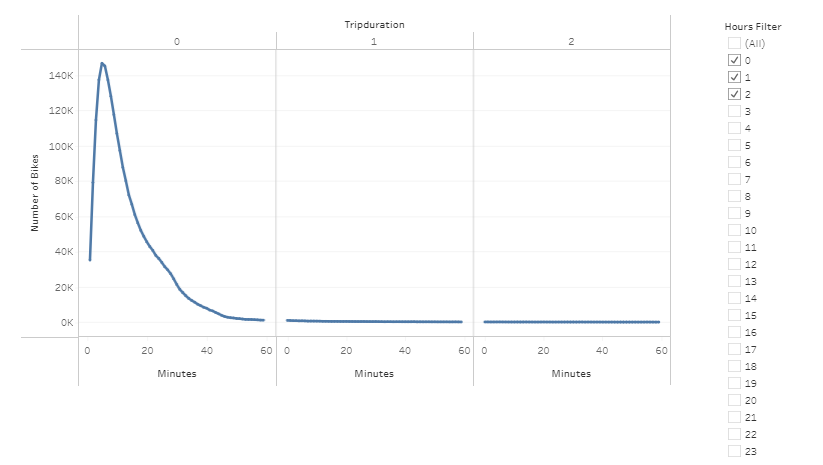 Tripduration
0 1 2
Number of Bikes
140K
120K
100K
80K
60K
40K
20K
0K
0 20 40 60 0 20 40 60 0 20 40 60
Minutes Minutes Minutes
Hours Filter
(All)
0
1
2
3
4
5
6
7
8
9
10
11
12
13
14
15
16
17
18
19
20
21
22
23